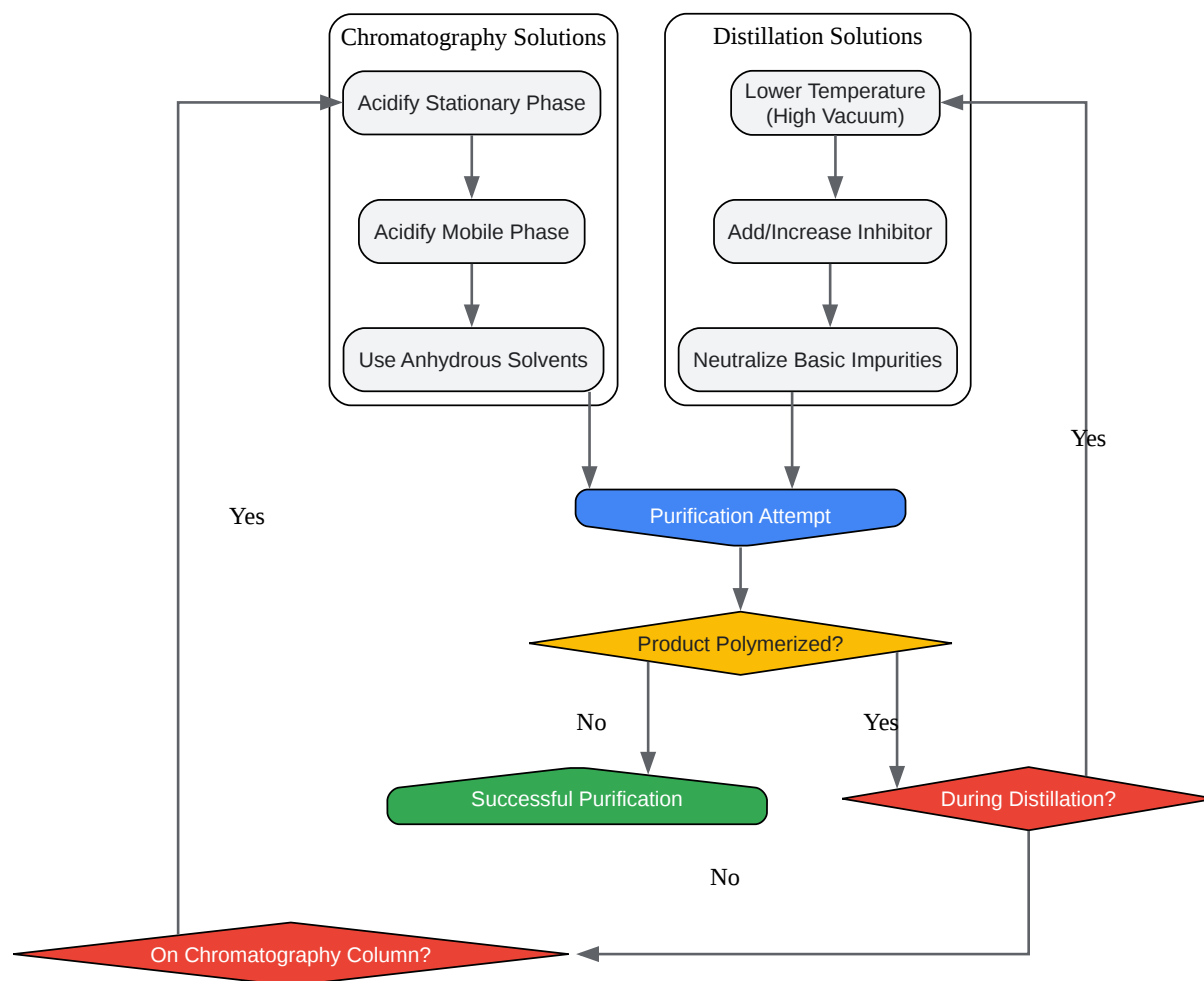 Chromatography Solutions
Acidify Stationary Phase
Acidify Mobile Phase
Use Anhydrous Solvents
Distillation Solutions
Lower Temperature
(High Vacuum)
Add/Increase Inhibitor
Neutralize Basic Impurities
Yes
Yes
Purification Attempt
Product Polymerized?
No
Yes
Successful Purification
During Distillation?
No
On Chromatography Column?